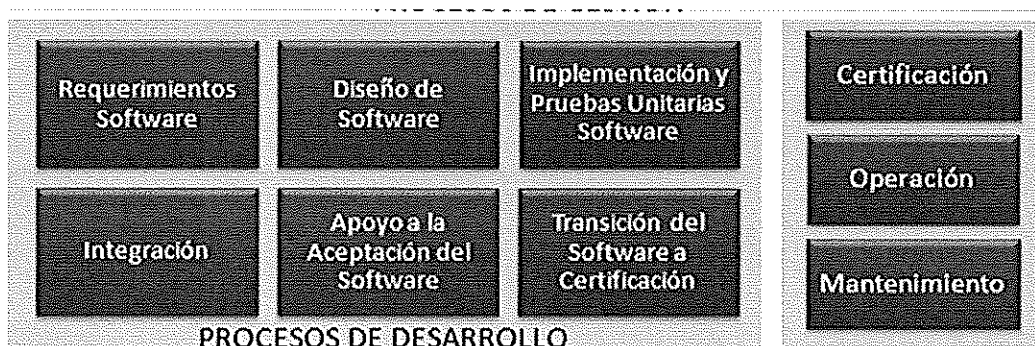 Requerimientos
Software
Diseño de
Software
Implementación y
Pruebas Unitarias
Software
Integración
Apoyo a la
Aceptación del
Software
Transición del
Software a
Certificación
PROCESOS DE DESARROLLO
Certificación
Operación
Mantenimiento